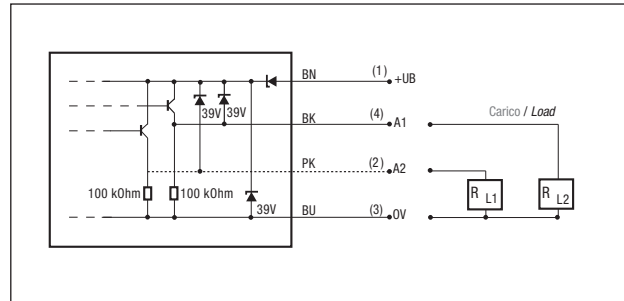 BN (1) +UB
39V 39V BK (4) A1 Carico / Load
PK (2) A2
100 kOhm 100 kOhm 39V R L1 R L2
BU (3) 0V